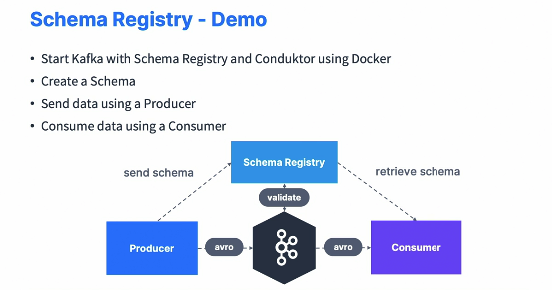 Schema Registry - Demo
• Start Kafka with Schema Registry and Conduktor using Docker
• Create a Schema
• Send data using a Producer
• Consume data using a Consumer
Schema Registry
send schema
retrieve schema
validate
Producer
avro
avro
Consumer